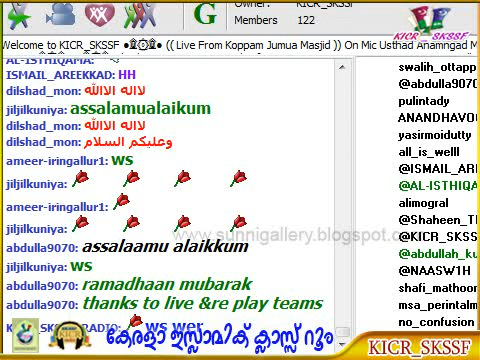 Owner: KICR_SKSSF
Members 122
KICR_SKSSF
Welcome to KICR_SKSSF ●۩۞۩● (( Live From Koppam Jumua Masjid )) On Mic Usthad Anamngad M
AL-ISTHIQAMA:
ISMAIL_AREEKKAD: HH
dilshad_mon: لااله الاالله
jiljilkuniya: assalamualaikum
dilshad_mon: لااله الاالله
dilshad_mon: وعليكم السلام
ameer-iringallur1: ws
jiljilkuniya:
ameer-iringallur1:
jiljilkuniya:
abdulla9070: assalaamu alaikkum
jiljilkuniya: ws
abdulla9070: ramadhaan mubarak
abdulla9070: thanks to live &re play teams
RADIO: ws wer
swalih_ottapp
@abdulla9070
pulintady
ANANDHAVO
yasirmoidutty
all_is_welll
@ISMAIL_ARE
@AL-ISTHIQA
alimogral
@Shaheen_T
@KICR_SKSS
@abdullah_ku
@NAASW1H
shafi_mathoor
msa_perintalm
no_confusion
www.sunnigallery.blogspot.c
കേരളാ ഇസ്ലാമിക് ക്ലാസ്സ് റൂം
KICR
KICR_SKSSF